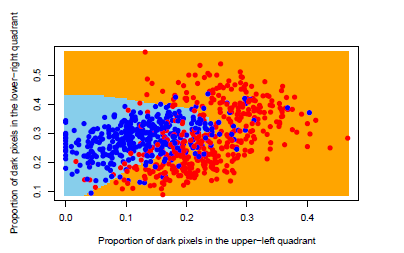 Proportion of dark pixels in the lower−right quadrant
0.5
0.4
0.3
0.2
0.1
0.0 0.1 0.2 0.3 0.4
Proportion of dark pixels in the upper−left quadrant